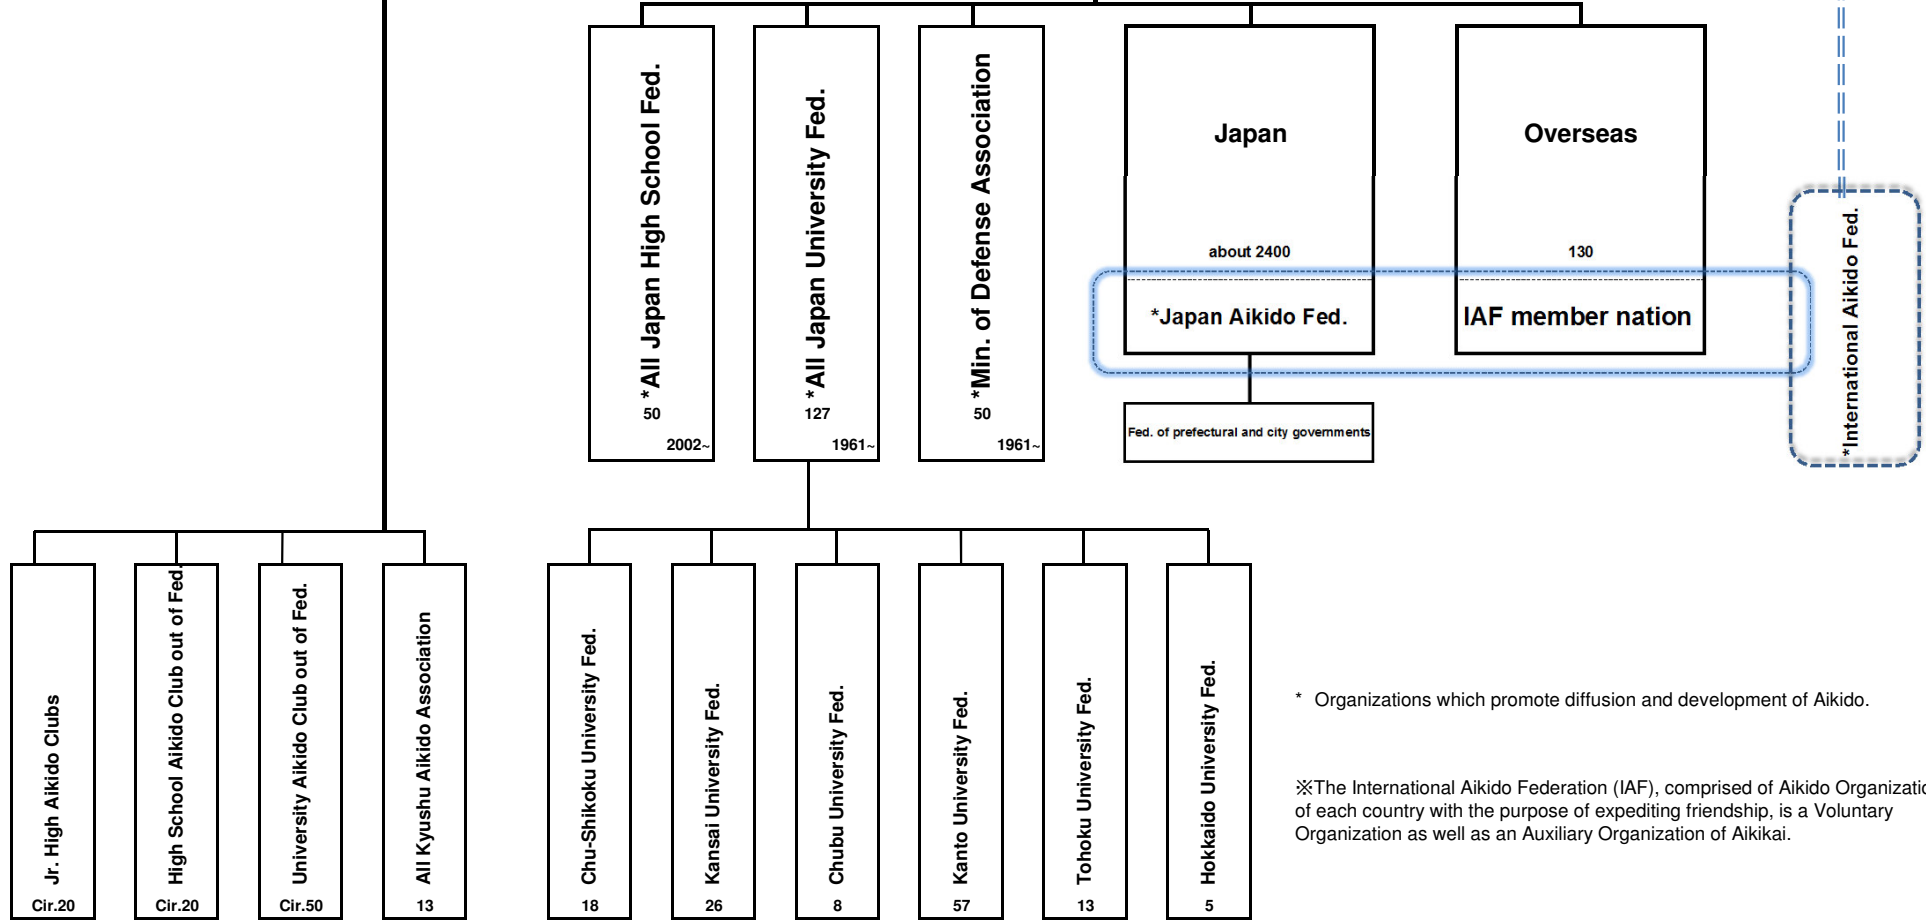 *All Japan High School Fed.
50
2002~
*All Japan University Fed.
127
1961~
*Min. of Defense Association
50
1961~
Japan
about 2400
*Japan Aikido Fed.
Overseas
130
IAF member nation
*International Aikido Fed.
Fed. of prefectural and city governments
Jr. High Aikido Clubs
Cir.20
High School Aikido Club out of Fed.
Cir.20
University Aikido Club out of Fed.
Cir.50
All Kyushu Aikido Association
13
Chu-Shikoku University Fed.
18
Kansai University Fed.
26
Chubu University Fed.
8
Kanto University Fed.
57
Tohoku University Fed.
13
Hokkaido University Fed.
5
* Organizations which promote diffusion and development of Aikido.
※The International Aikido Federation (IAF), comprised of Aikido Organizatio
of each country with the purpose of expediting friendship, is a Voluntary
Organization as well as an Auxiliary Organization of Aikikai.